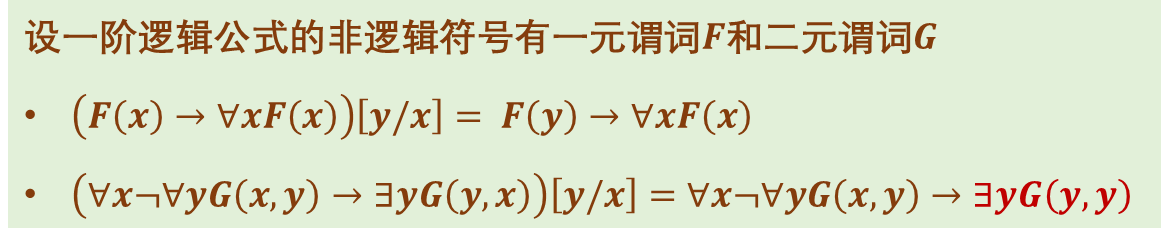 设一阶逻辑公式的非逻辑符号有一元谓词F和二元谓词G
• (F(x) → ∀xF(x))[y/x] = F(y) → ∀xF(x)
• (∀x¬∀yG(x, y) → ∃yG(y, x))[y/x] = ∀x¬∀yG(x, y) → ∃yG(y, y)